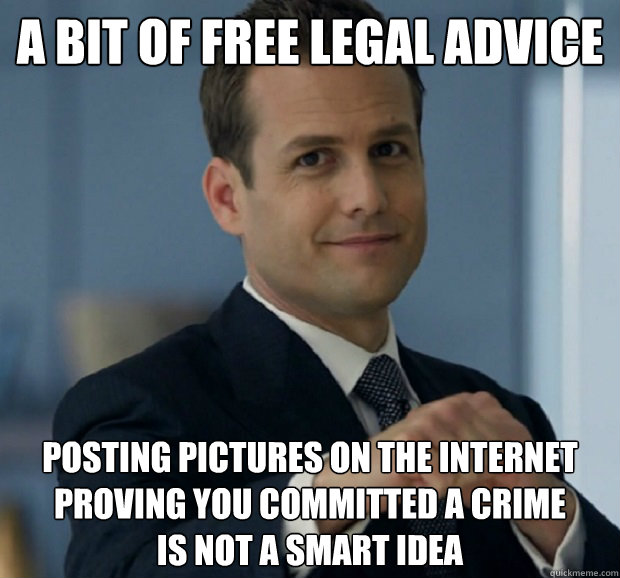 A BIT OF FREE LEGAL ADVICE
POSTING PICTURES ON THE INTERNET
PROVING YOU COMMITTED A CRIME
IS NOT A SMART IDEA
quickmeme.com